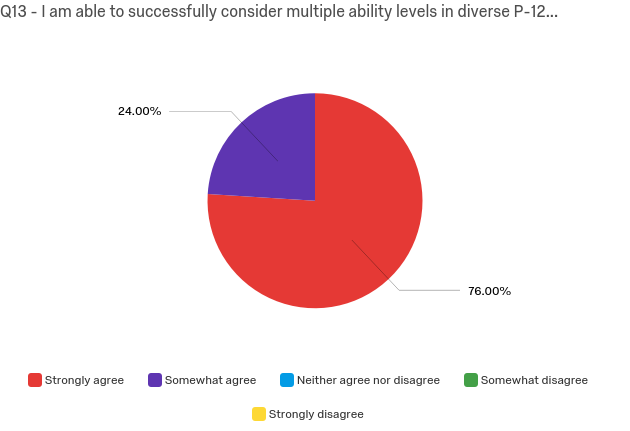 Q13 - I am able to successfully consider multiple ability levels in diverse P-12...
24.00%
76.00%
Strongly agree Somewhat agree Neither agree nor disagree Somewhat disagree
Strongly disagree